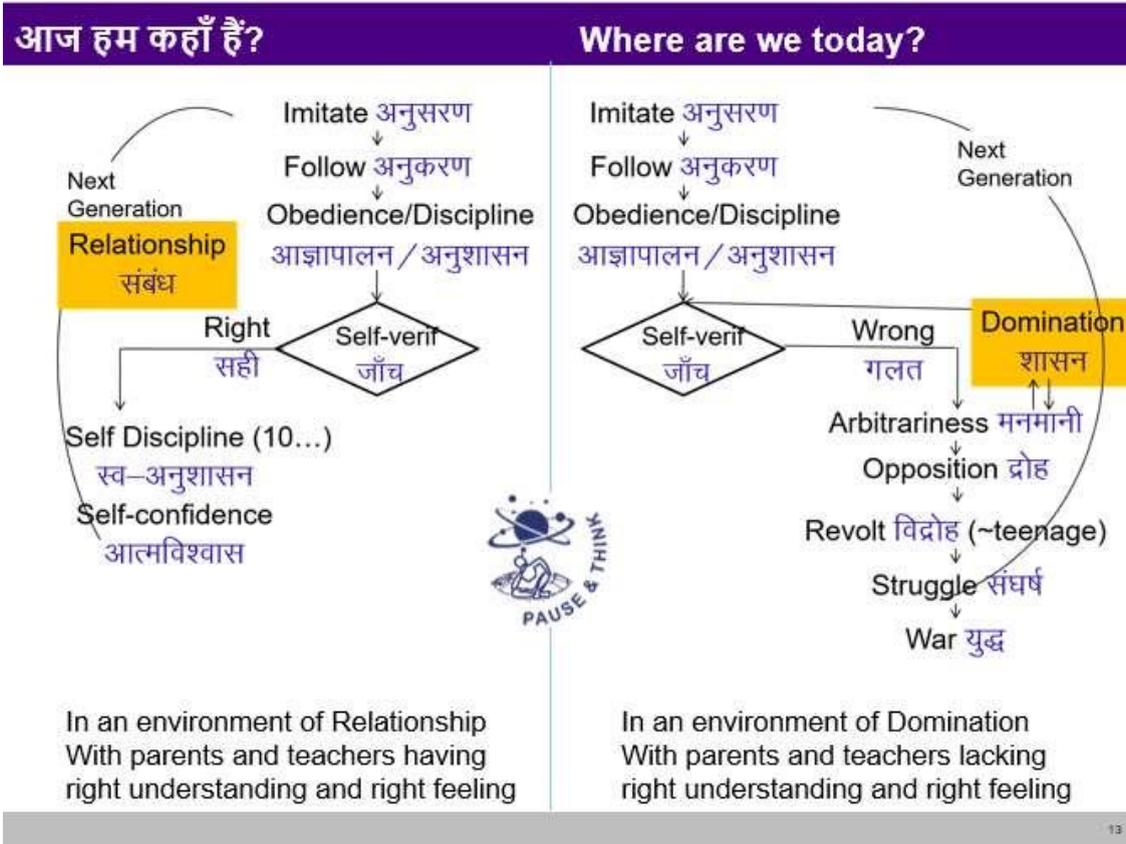 आज हम कहाँ हैं?
Where are we today?
Imitate अनुसरण
Follow अनुकरण
Obedience/Discipline
आज्ञापालन / अनुशासन
Next
Generation
Relationship
संबंध
Self-verif
जाँच
Right
सही
Self Discipline (10...)
स्व–अनुशासन
Self-confidence
आत्मविश्वास
In an environment of Relationship
With parents and teachers having
right understanding and right feeling
PAUSE & THINK
Imitate अनुसरण
Follow अनुकरण
Obedience/Discipline
आज्ञापालन / अनुशासन
Next
Generation
Self-verif
जाँच
Wrong
गलत
Domination
शासन
Arbitrariness मनमानी
Opposition द्रोह
Revolt विद्रोह (~teenage)
Struggle संघर्ष
War युद्ध
In an environment of Domination
With parents and teachers lacking
right understanding and right feeling
13